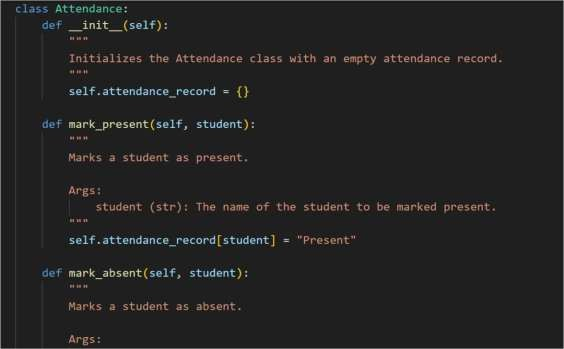 class Attendance:
    def __init__(self):
        """
        Initializes the Attendance class with an empty attendance record.
        """
        self.attendance_record = {}

    def mark_present(self, student):
        """
        Marks a student as present.

        Args:
            student (str): The name of the student to be marked present.
        """
        self.attendance_record[student] = "Present"

    def mark_absent(self, student):
        """
        Marks a student as absent.

        Args: